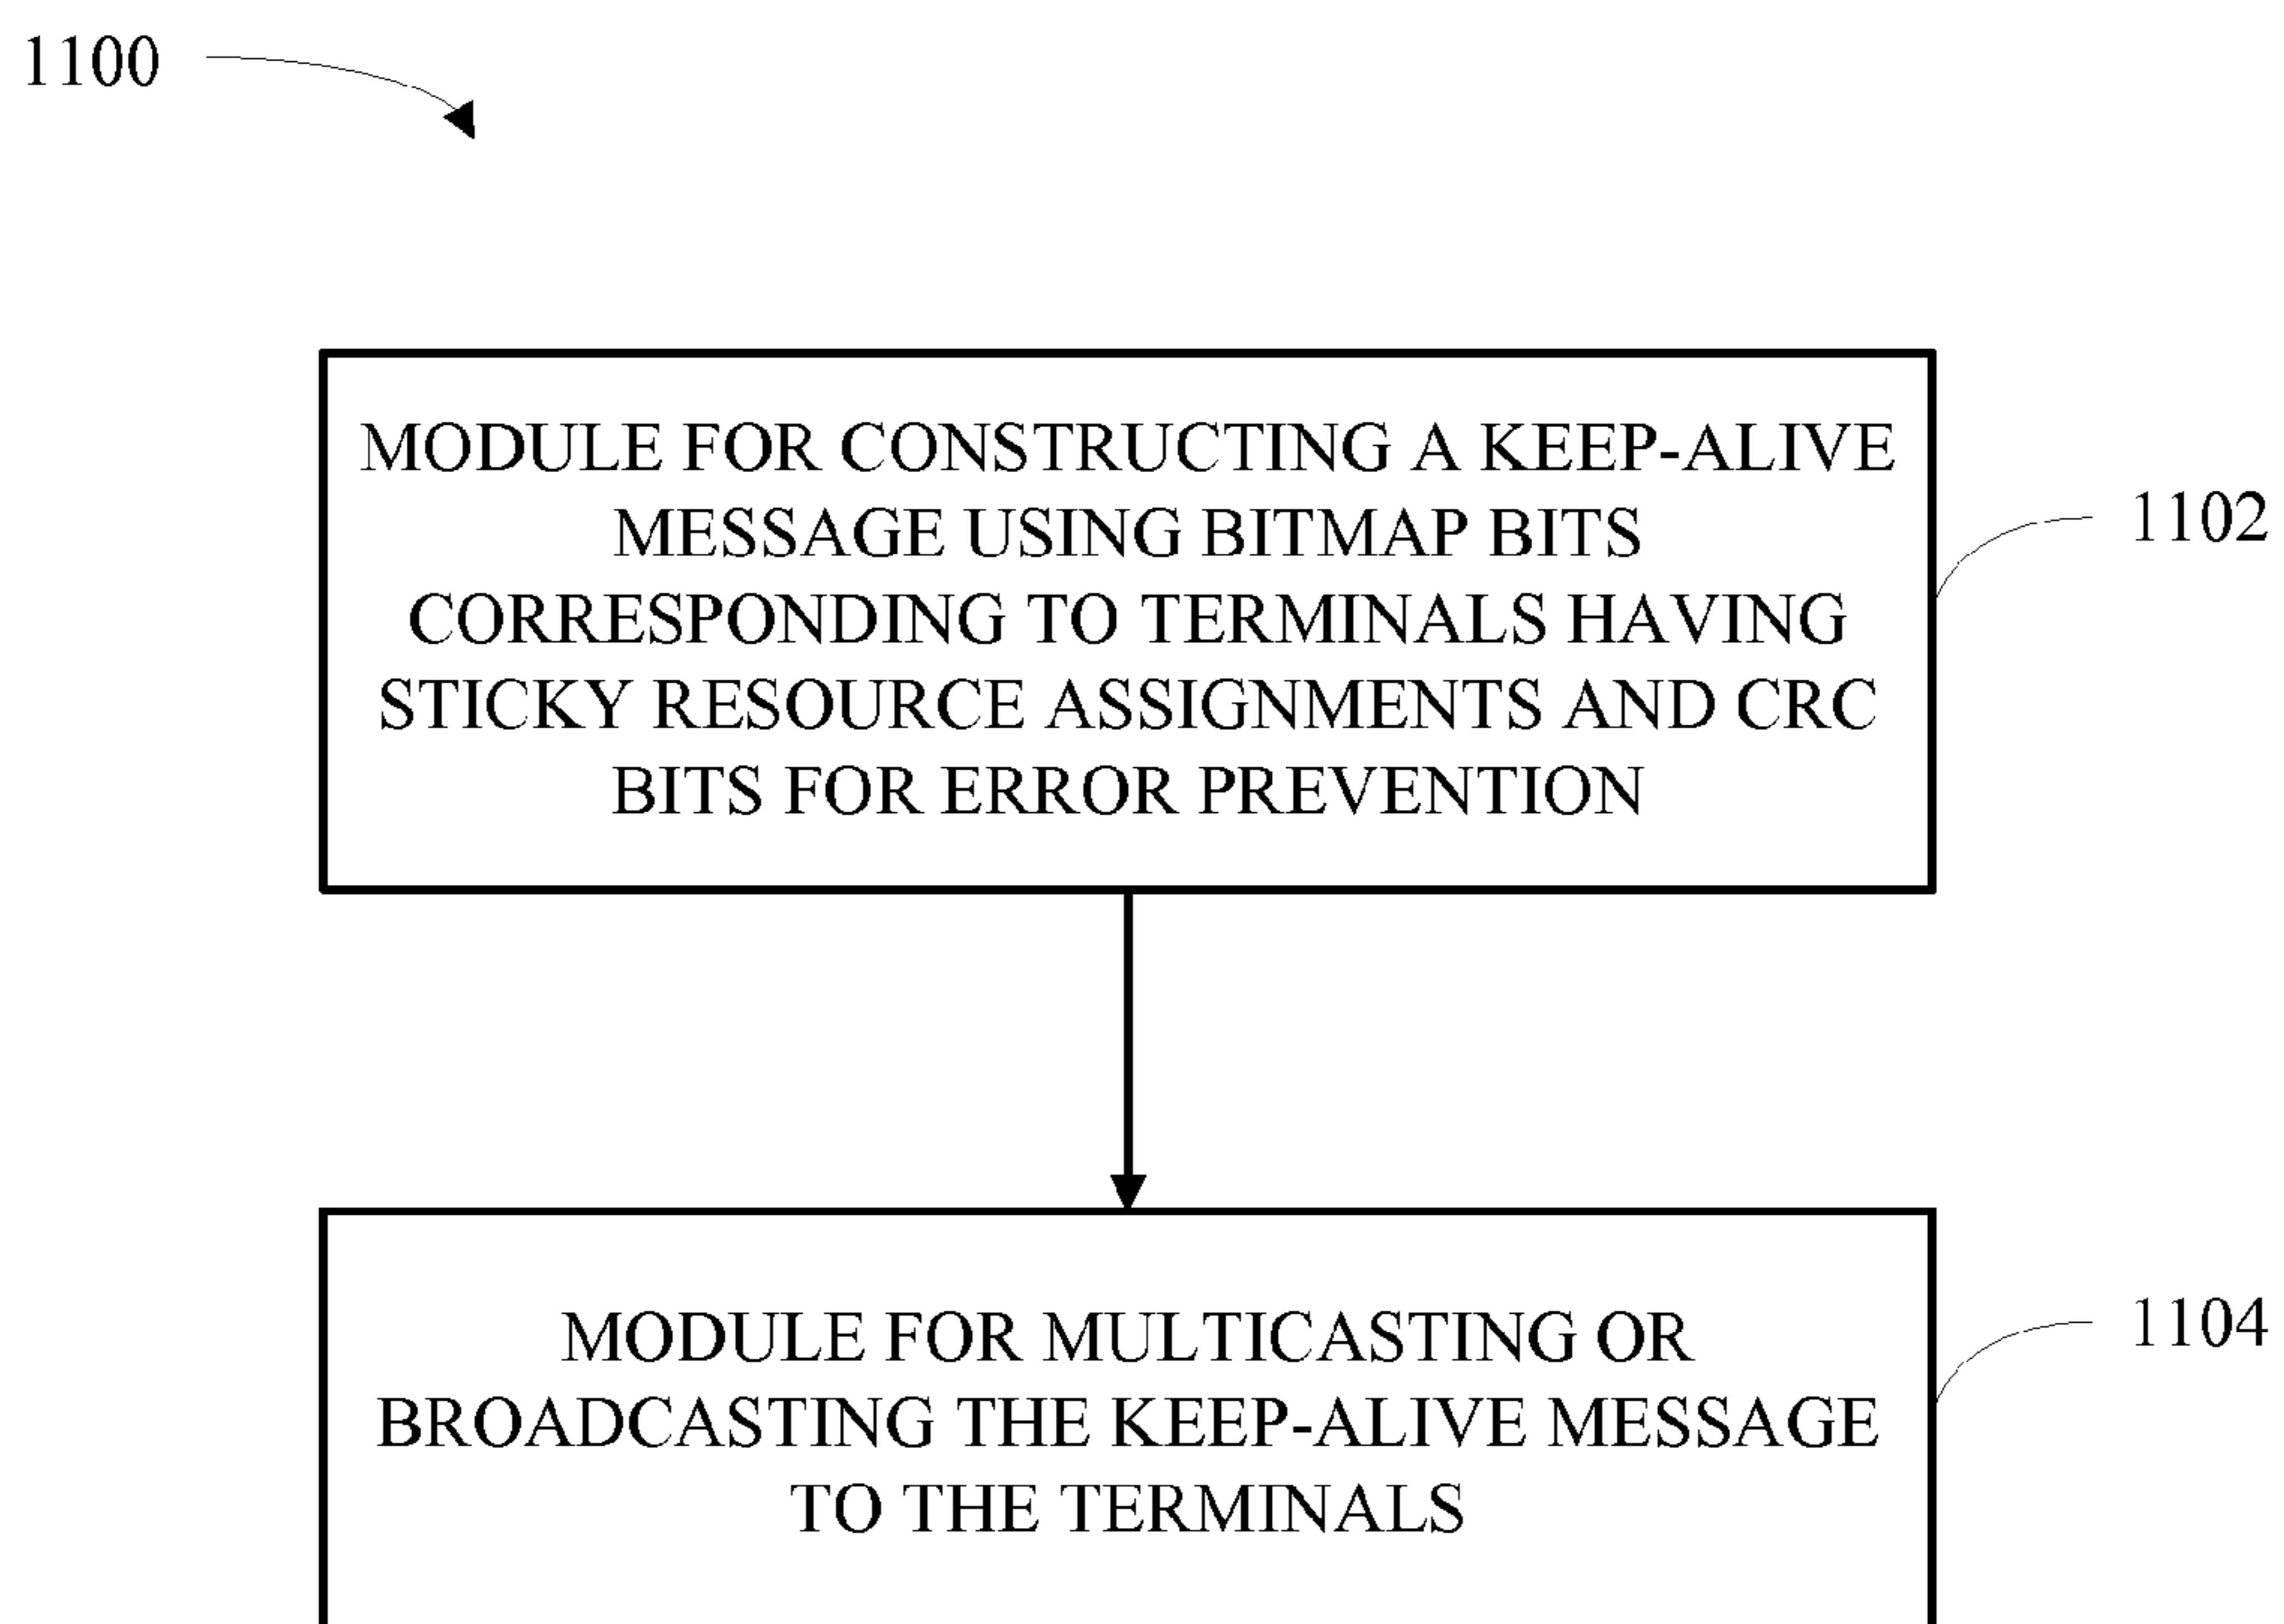 1100
MODULE FOR CONSTRUCTING A KEEP-ALIVE
MESSAGE USING BITMAP BITS
CORRESPONDING TO TERMINALS HAVING
STICKY RESOURCE ASSIGNMENTS AND CRC
BITS FOR ERROR PREVENTION
1102
MODULE FOR MULTICASTING OR
BROADCASTING THE KEEP-ALIVE MESSAGE
TO THE TERMINALS
1104